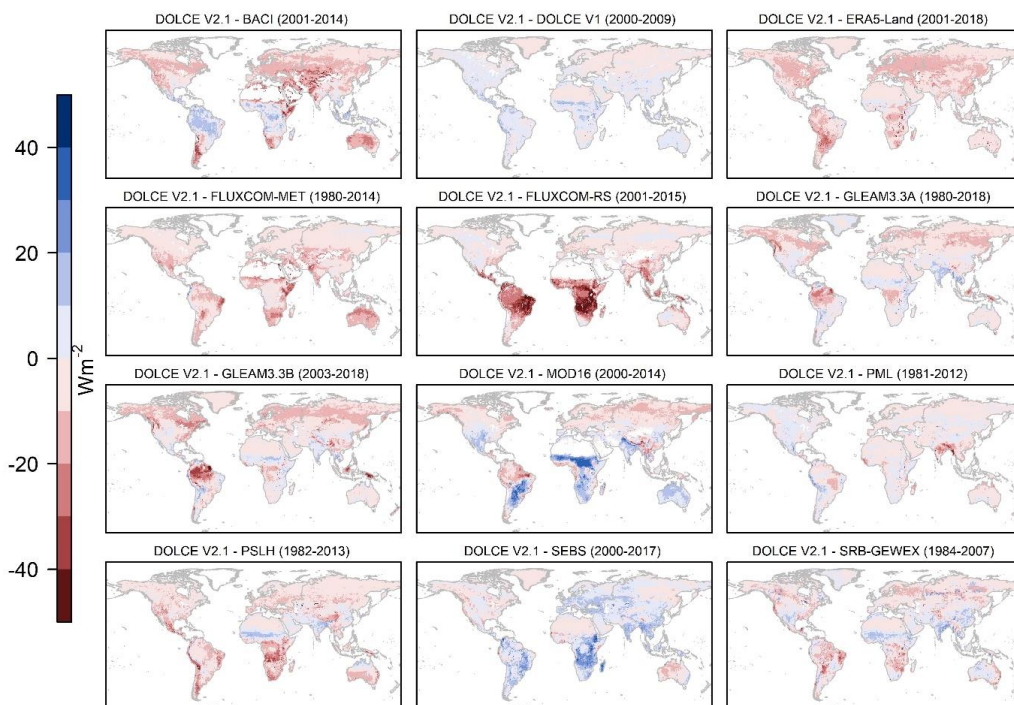 DOLCE V2.1 - BACI (2001-2014)
DOLCE V2.1 - DOLCE V1 (2000-2009)
DOLCE V2.1 - ERA5-Land (2001-2018)
DOLCE V2.1 - FLUXCOM-MET (1980-2014)
DOLCE V2.1 - FLUXCOM-RS (2001-2015)
DOLCE V2.1 - GLEAM3.3A (1980-2018)
DOLCE V2.1 - GLEAM3.3B (2003-2018)
DOLCE V2.1 - MOD16 (2000-2014)
DOLCE V2.1 - PML (1981-2012)
DOLCE V2.1 - PSLH (1982-2013)
DOLCE V2.1 - SEBS (2000-2017)
DOLCE V2.1 - SRB-GEWEX (1984-2007)
40
20
0
-20
-40
Wm⁻²